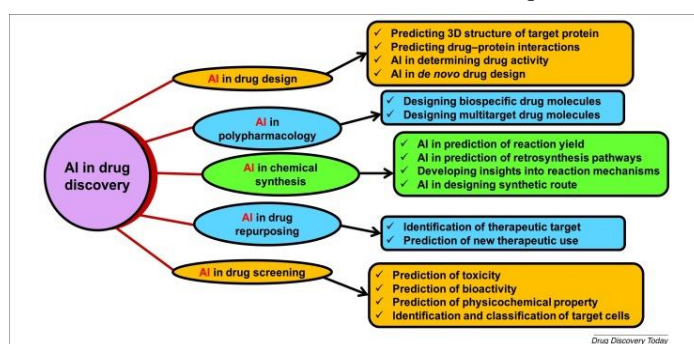 AI in drug
discovery
AI in drug design
✓ Predicting 3D structure of target protein
✓ Predicting drug–protein interactions
✓ AI in determining drug activity
✓ AI in de novo drug design
AI in
polypharmacology
✓ Designing biospecific drug molecules
✓ Designing multitarget drug molecules
AI in chemical
synthesis
✓ AI in prediction of reaction yield
✓ AI in prediction of retrosynthesis pathways
✓ Developing insights into reaction mechanisms
✓ AI in designing synthetic route
AI in drug
repurposing
✓ Identification of therapeutic target
✓ Prediction of new therapeutic use
AI in drug screening
✓ Prediction of toxicity
✓ Prediction of bioactivity
✓ Prediction of physicochemical property
✓ Identification and classification of target cells
Drug Discovery Today